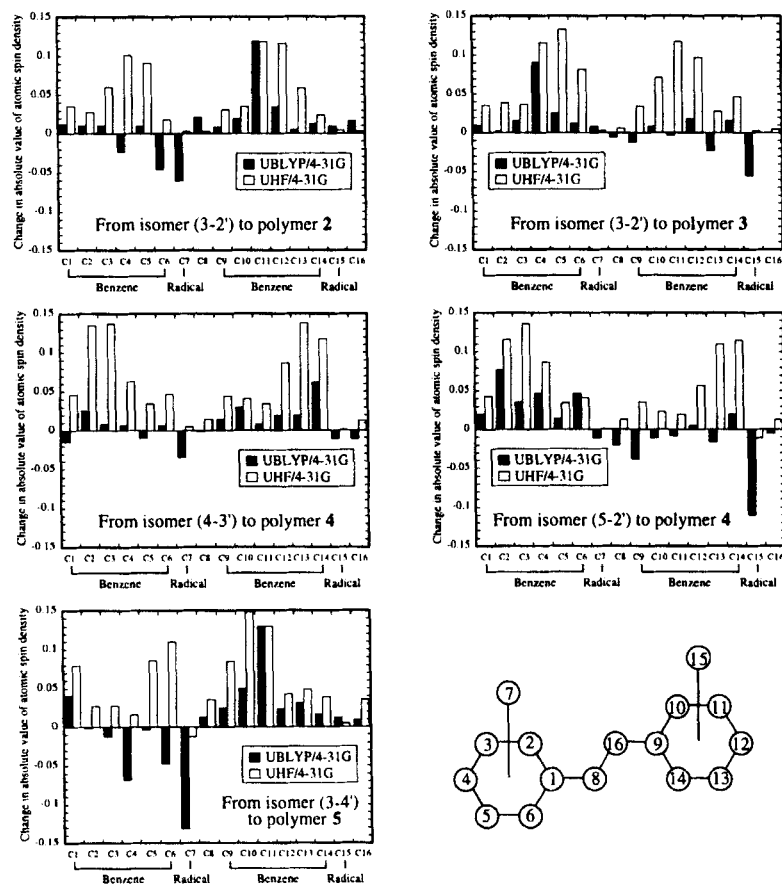 Change in absolute value of atomic spin density
0.15
0.1
0.05
0
-0.05
-0.1
-0.15
UBLYP/4-31G
UHF/4-31G
From isomer (3-2') to polymer 2
C1 C2 C3 C4 C5 C6 C7 C8 C9 C10 C11 C12 C13 C14 C15 C16
Benzene Radical Benzene Radical
Change in absolute value of atomic spin density
0.15
0.1
0.05
0
-0.05
-0.1
-0.15
UBLYP/4-31G
UHF/4-31G
From isomer (3-2') to polymer 3
C1 C2 C3 C4 C5 C6 C7 C8 C9 C10 C11 C12 C13 C14 C15 C16
Benzene Radical Benzene Radical
Change in absolute value of atomic spin density
0.15
0.1
0.05
0
-0.05
-0.1
-0.15
UBLYP/4-31G
UHF/4-31G
From isomer (4-3') to polymer 4
C1 C2 C3 C4 C5 C6 C7 C8 C9 C10 C11 C12 C13 C14 C15 C16
Benzene Radical Benzene Radical
Change in absolute value of atomic spin density
0.15
0.1
0.05
0
-0.05
-0.1
-0.15
UBLYP/4-31G
UHF/4-31G
From isomer (5-2') to polymer 4
C1 C2 C3 C4 C5 C6 C7 C8 C9 C10 C11 C12 C13 C14 C15 C16
Benzene Radical Benzene Radical
Change of absolute value of atomic spin density
0.15
0.1
0.05
0
-0.05
-0.1
-0.15
UBLYP/4-31G
UHF/4-31G
From isomer (3-4')
to polymer 5
C1 C2 C3 C4 C5 C6 C7 C8 C9 C10 C11 C12 C13 C14 C15 C16
Benzene Radical Benzene Radical
15
7
10 11
3 2 16 9 12
4 1 8 14 13
5 6